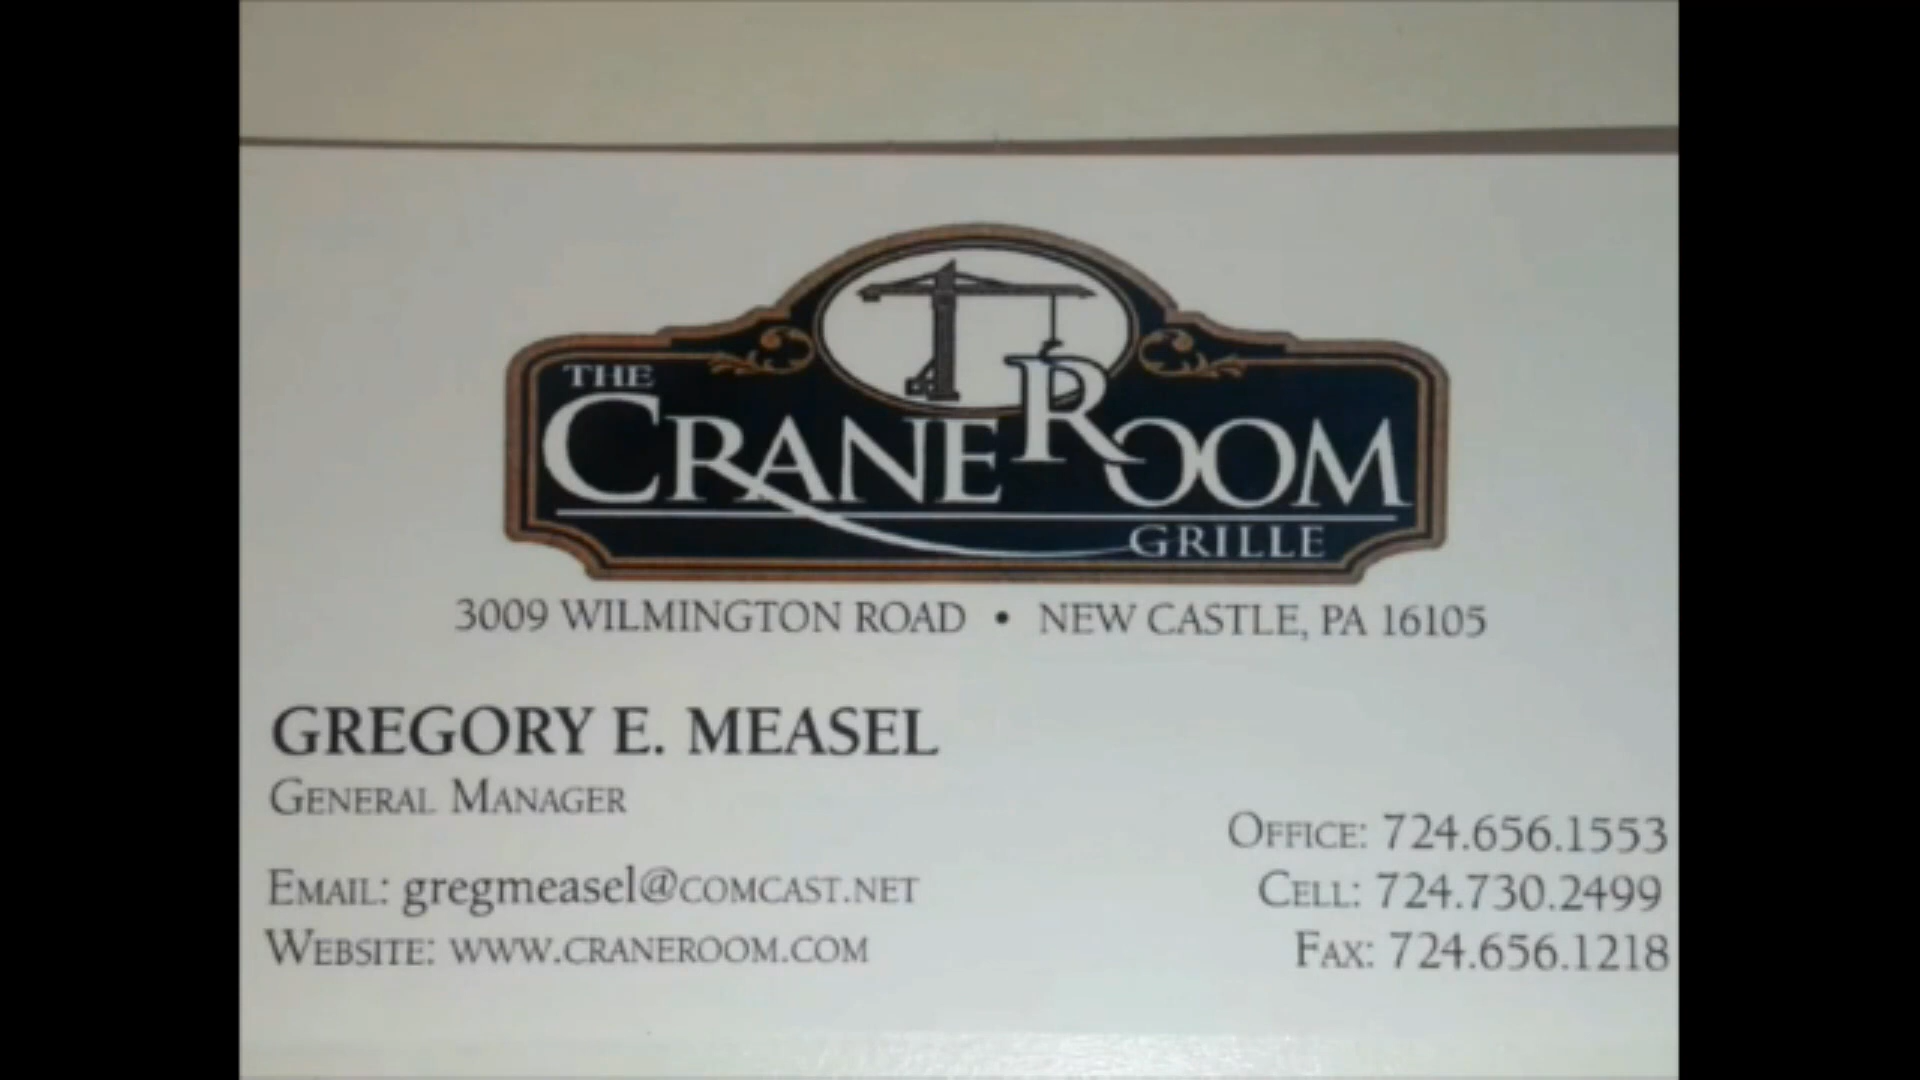 THE
CRANE ROOM
GRILLE
3009 WILMINGTON ROAD • NEW CASTLE, PA 16105
GREGORY E. MEASEL
GENERAL MANAGER
EMAIL: gregmeasel@COMCAST.NET
WEBSITE: WWW.CRANEROOM.COM
OFFICE: 724.656.1553
CELL: 724.730.2499
FAX: 724.656.1218